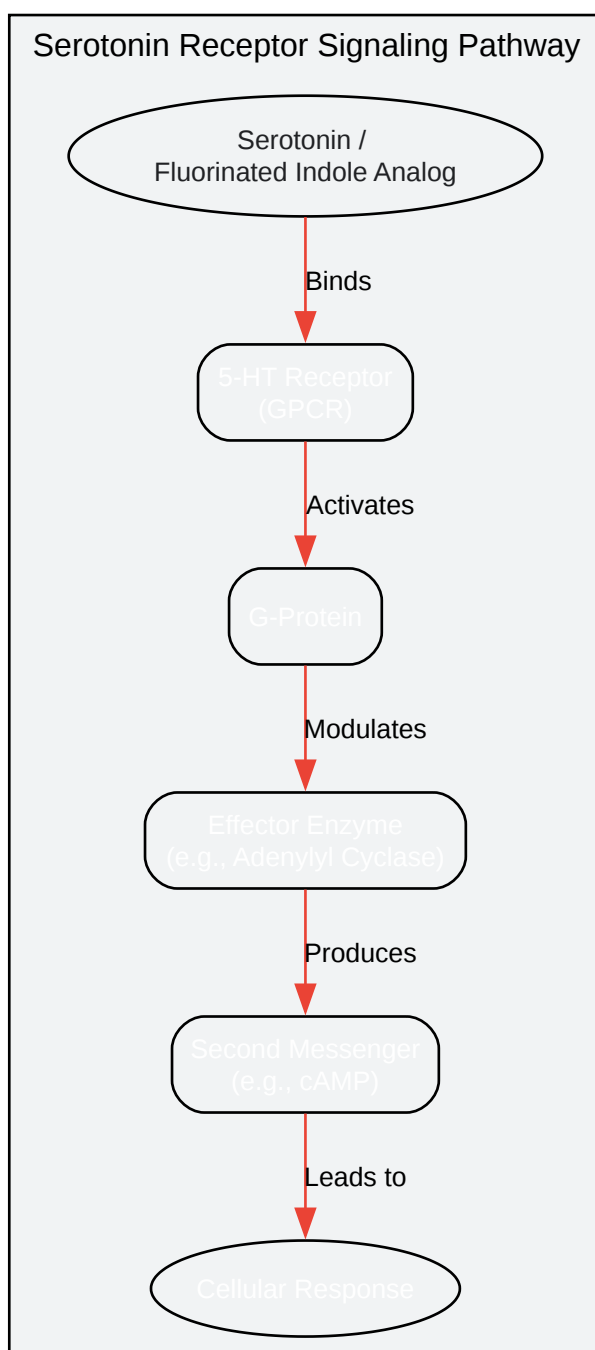 Serotonin Receptor Signaling Pathway
Serotonin /
Fluorinated Indole Analog
Binds
5-HT Receptor
(GPCR)
Activates
G-Protein
Modulates
Effector Enzyme
(e.g., Adenylyl Cyclase)
Produces
Second Messenger
(e.g., cAMP)
Leads to
Cellular Response